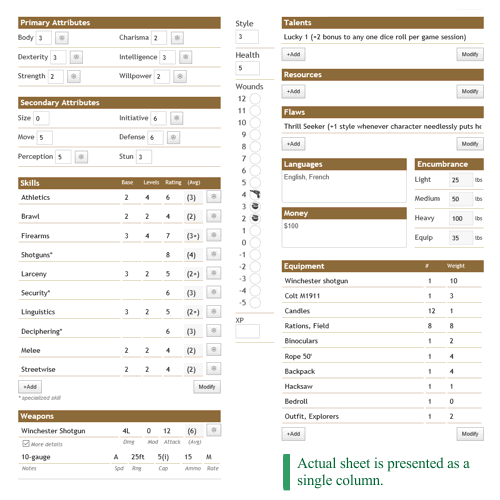 Primary Attributes
Body 3 Charisma 2
Dexterity 3 Intelligence 3
Strength 2 Willpower 2
Secondary Attributes
Size 0 Initiative 6
Move 5 Defense 6
Perception 5 Stun 3
Skills Base Levels Rating (Avg)
Athletics 2 4 6 (3)
Brawl 2 2 4 (2)
Firearms 3 4 7 (3+)
Shotguns* 8 (4)
Larceny 3 2 5 (2+)
Security* 6 (3)
Linguistics 3 2 5 (2+)
Deciphering* 6 (3)
Melee 2 2 4 (2)
Streetwise 2 2 4 (2)
+Add Modify
* specialized skill
Weapons
Winchester Shotgun 4L 0 12 (6)
More details Dmg Mod Attack (Avg)
10-gauge A 25ft 5(i) 15 M
Notes Spd Rng Cap Ammo Rate
Style
3
Health
5
Wounds
12
11
10
9
8
7
6
5
4
3
2
1
0
-1
-2
-3
-4
-5
XP
Talents
Lucky 1 (+2 bonus to any one dice roll per game session)
+Add Modify
Resources
+Add Modify
Flaws
Thrill Seeker (+1 style whenever character needlessly puts he
+Add Modify
Languages
English, French
Money
$100
Encumbrance
Light 25 lbs
Medium 50 lbs
Heavy 100 lbs
Equip 35 lbs
Equipment # Weight
Winchester shotgun 1 10
Colt M1911 1 3
Candles 12 1
Rations, Field 8 8
Binoculars 1 2
Rope 50' 1 4
Backpack 1 4
Hacksaw 1 1
Bedroll 1 0
Outfit, Explorers 1 2
+Add Modify
Actual sheet is presented as a
single column.